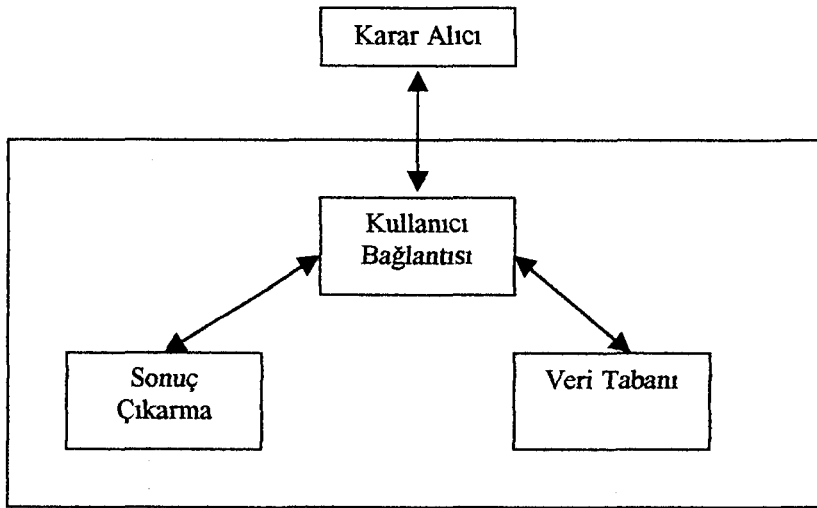 Karar Alıcı
Kullanıcı
Bağlantısı
Sonuç
Çıkarma
Veri Tabanı